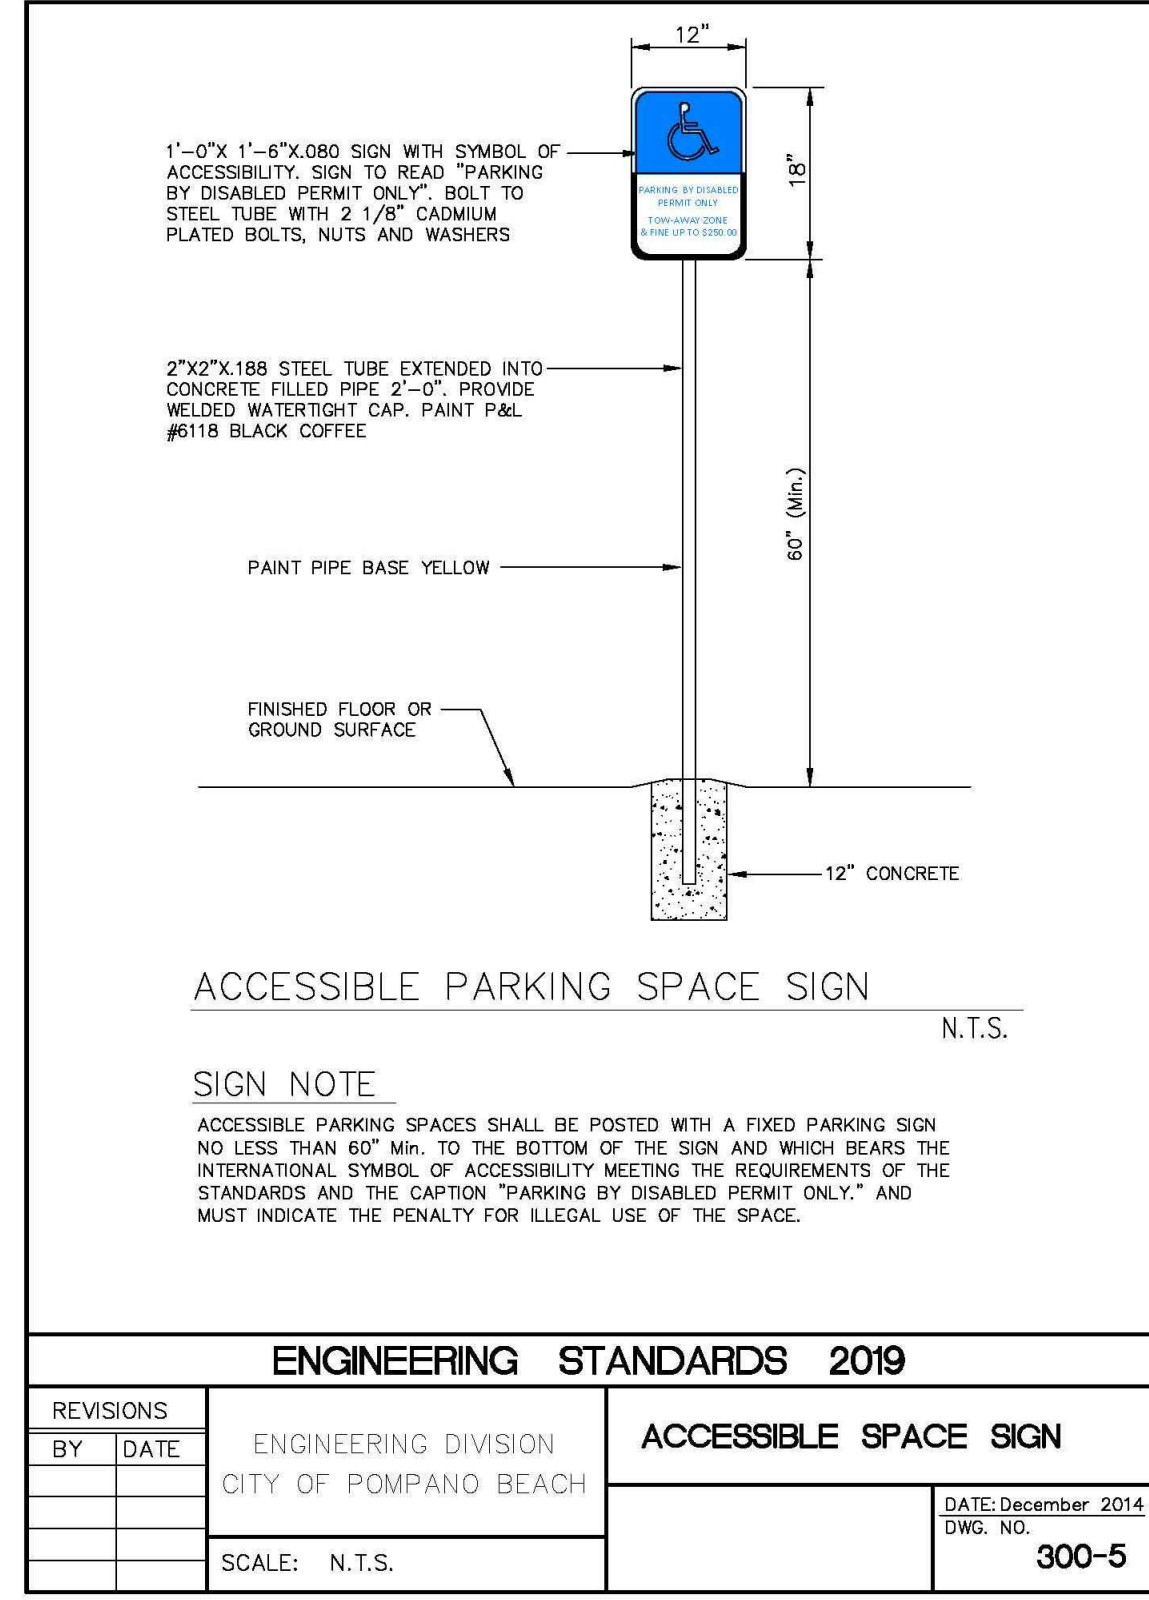 12"
1'-0"X 1'-6"X.080 SIGN WITH SYMBOL OF
ACCESSIBILITY. SIGN TO READ "PARKING
BY DISABLED PERMIT ONLY". BOLT TO
STEEL TUBE WITH 2 1/8" CADMIUM
PLATED BOLTS, NUTS AND WASHERS
PARKING BY DISABLED
PERMIT ONLY
TOW-AWAY ZONE
& FINE UP TO $250.00
18"
2"X2"X.188 STEEL TUBE EXTENDED INTO
CONCRETE FILLED PIPE 2'-0". PROVIDE
WELDED WATERTIGHT CAP. PAINT P&L
#6118 BLACK COFFEE
60" (Min.)
PAINT PIPE BASE YELLOW
FINISHED FLOOR OR
GROUND SURFACE
12" CONCRETE
ACCESSIBLE PARKING SPACE SIGN
N.T.S.
SIGN NOTE
ACCESSIBLE PARKING SPACES SHALL BE POSTED WITH A FIXED PARKING SIGN
NO LESS THAN 60" Min. TO THE BOTTOM OF THE SIGN AND WHICH BEARS THE
INTERNATIONAL SYMBOL OF ACCESSIBILITY MEETING THE REQUIREMENTS OF THE
STANDARDS AND THE CAPTION "PARKING BY DISABLED PERMIT ONLY." AND
MUST INDICATE THE PENALTY FOR ILLEGAL USE OF THE SPACE.
ENGINEERING STANDARDS 2019
REVISIONS
BY DATE
ENGINEERING DIVISION
CITY OF POMPANO BEACH
SCALE: N.T.S.
ACCESSIBLE SPACE SIGN
DATE: December 2014
DWG. NO.
300-5